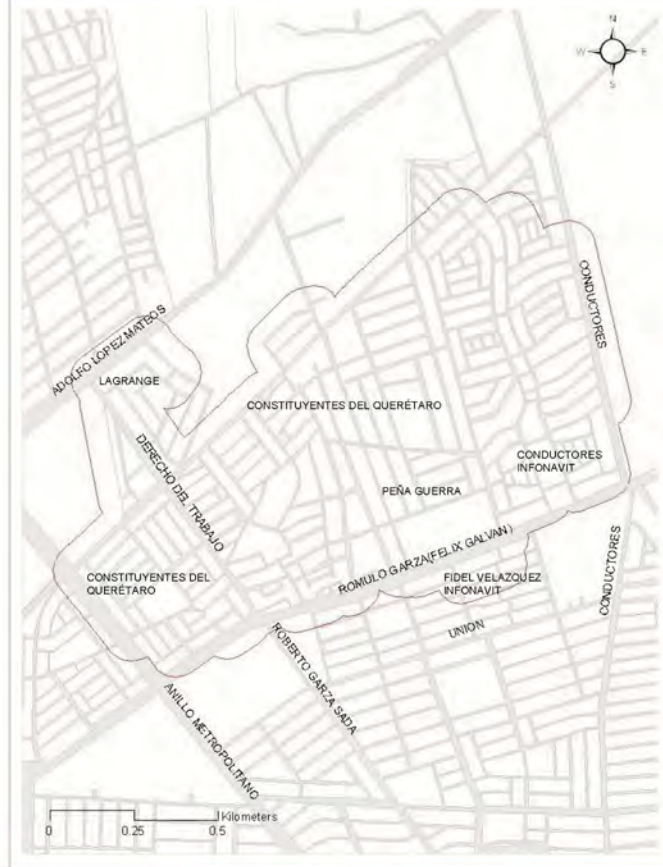 N
W E
S
CONDUCTORES
ADOLFO LOPEZ MATEOS
LAGRANGE
CONSTITUYENTES DEL QUERÉTARO
DERECHO DEL TRABAJO
CONDUCTORES
INFONAVIT
PEÑA GUERRA
ROMULO GARZA(FELIX GALVAN)
CONSTITUYENTES DEL
QUERÉTARO
FIDEL VELAZQUEZ
INFONAVIT
CONDUCTORES
UNION
ROBERTO GARZA SADA
ANILLO METROPOLITANO
Kilometers
0 0.25 0.5